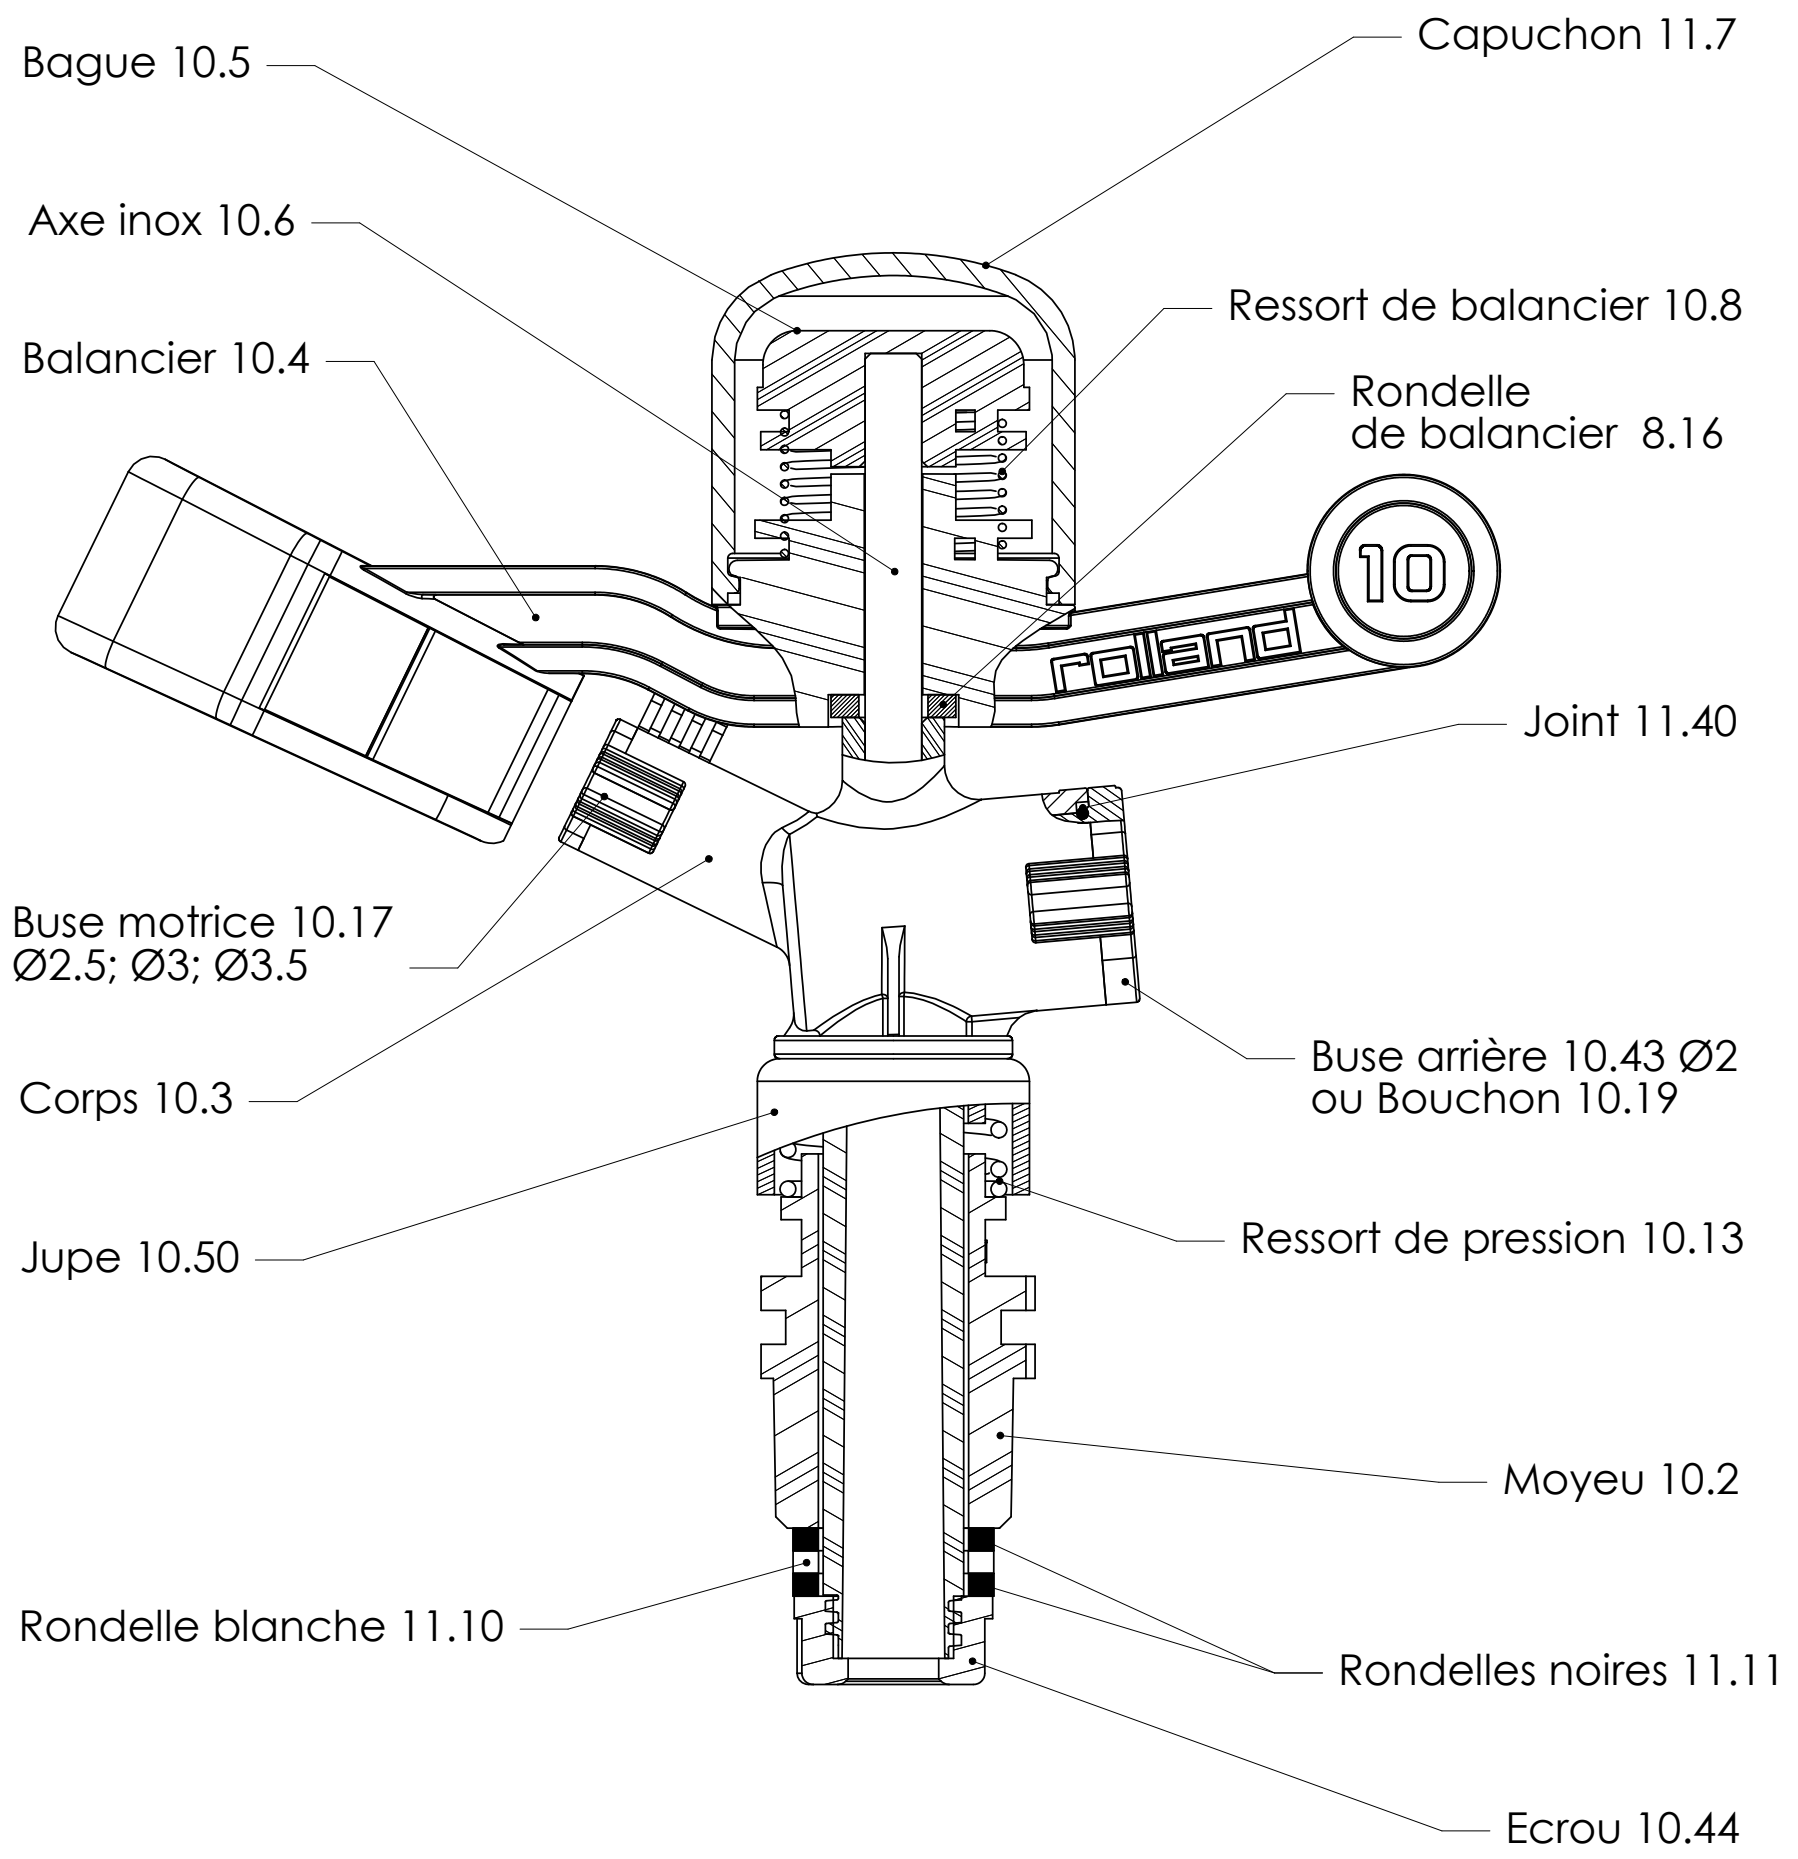 Capuchon 11.7
Bague 10.5
Axe inox 10.6
Ressort de balancier 10.8
Balancier 10.4
Rondelle
de balancier 8.16
10
rolland
Joint 11.40
Buse motrice 10.17
Ø2.5; Ø3; Ø3.5
Buse arrière 10.43 Ø2
ou Bouchon 10.19
Corps 10.3
Jupe 10.50
Ressort de pression 10.13
Moyeu 10.2
Rondelle blanche 11.10
Rondelles noires 11.11
Ecrou 10.44